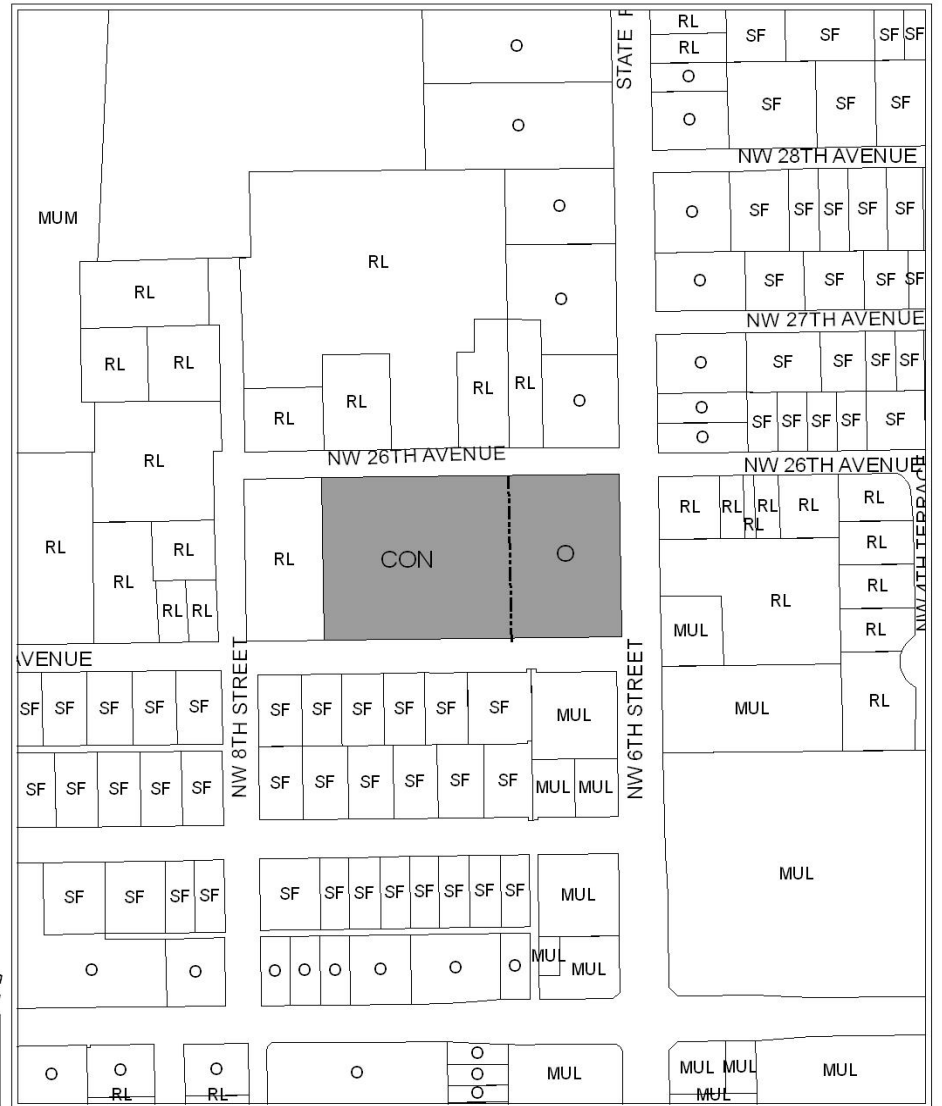 RL SF SF SF SF
O STATE
RL
O
SF SF SF
O O
NW 28TH AVENUE
MUM O O SF SF SF SF SF
RL
RL O SF SF SF SF
O
NW 27TH AVENUE
RL RL O SF SF SF SF
RL RL RL O O
RL SF SF SF SF SF
O
NW 26TH AVENUE
RL NW 26TH AVENUE
RL RL RL RL RL
RL
RL RL RL CON O RL
RL RL
RL RL RL
MUL RL
AVENUE NW 8TH STREET NW 6TH STREET NW 4TH TERRACE
SF SF SF SF SF SF SF SF SF SF SF MUL MUL RL
SF SF SF SF SF SF SF SF SF SF SF MUL MUL
MUL
SF SF SF SF SF SF SF SF SF SF SF SF MUL
MUL
O O O O O O O O MUL
O
O O O O O MUL MUL MUL MUL
O
RL RL MUL